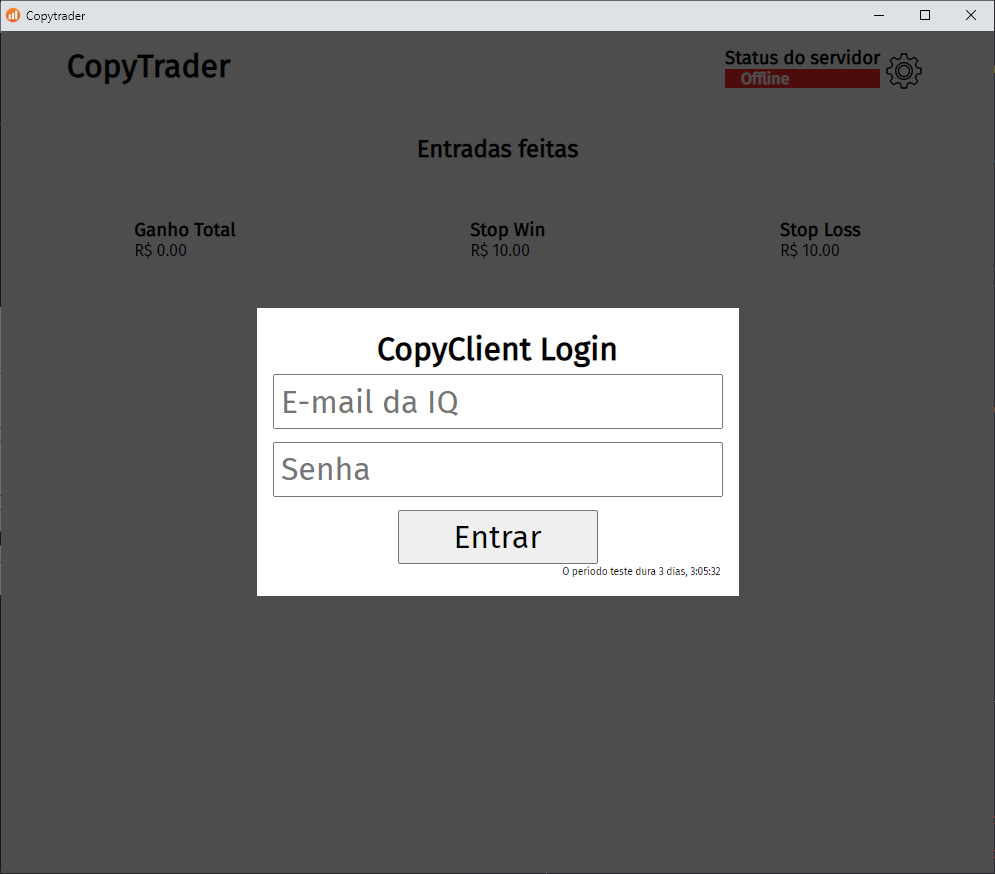 Copytrader
CopyTrader
Status do servidor
Offline
Entradas feitas
Ganho Total
R$ 0.00
Stop Win
R$ 10.00
Stop Loss
R$ 10.00
CopyClient Login
E-mail da IQ
Senha
Entrar
O período teste dura 3 dias, 3:05:32